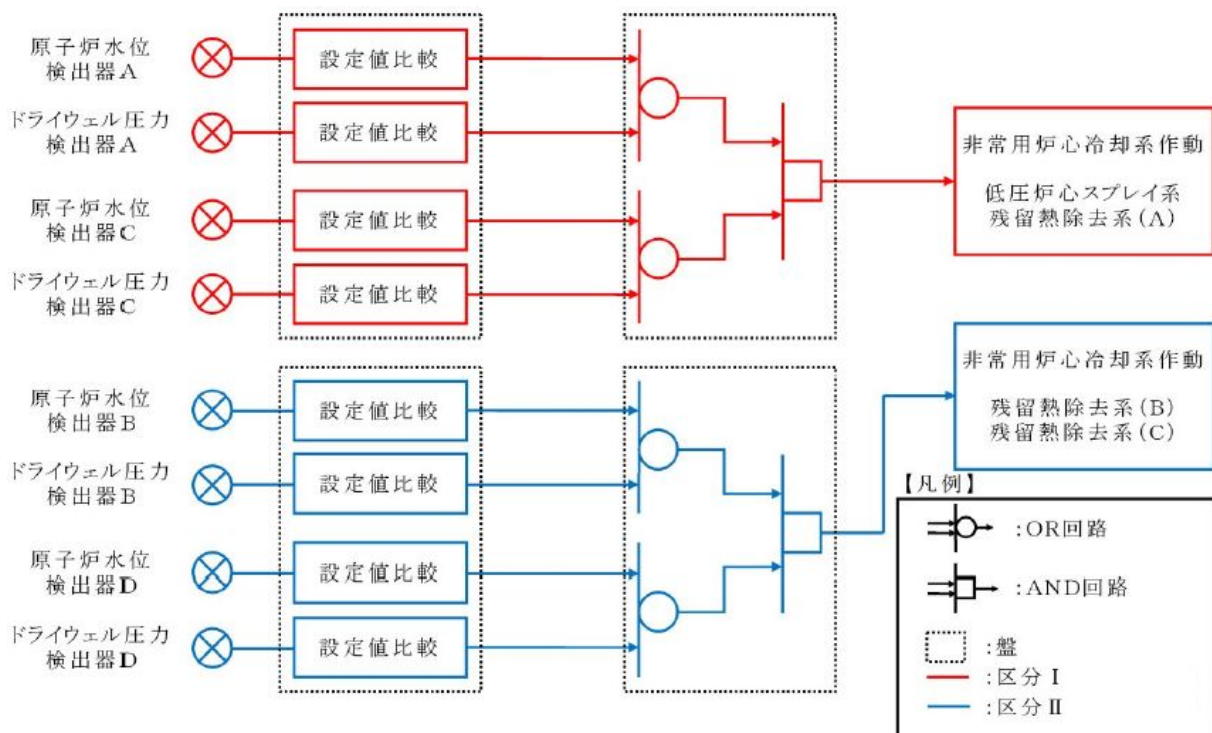 原子炉水位
検出器A
設定値比較
ドライウェル圧力
検出器A
設定値比較
原子炉水位
検出器C
設定値比較
ドライウェル圧力
検出器C
設定値比較
非常用炉心冷却系作動
低圧炉心スプレイ系
残留熱除去系(A)
原子炉水位
検出器B
設定値比較
ドライウェル圧力
検出器B
設定値比較
原子炉水位
検出器D
設定値比較
ドライウェル圧力
検出器D
設定値比較
非常用炉心冷却系作動
残留熱除去系(B)
残留熱除去系(C)
【凡例】
:OR回路
:AND回路
:盤
:区分Ⅰ
:区分Ⅱ